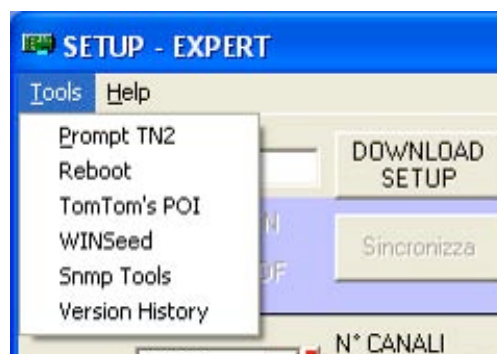 SETUP - EXPERT
Tools Help
Prompt TN2
Reboot
TomTom's POI
WINSeed
Snmp Tools
Version History
DOWNLOAD
SETUP
Sincronizza
N° CANALI